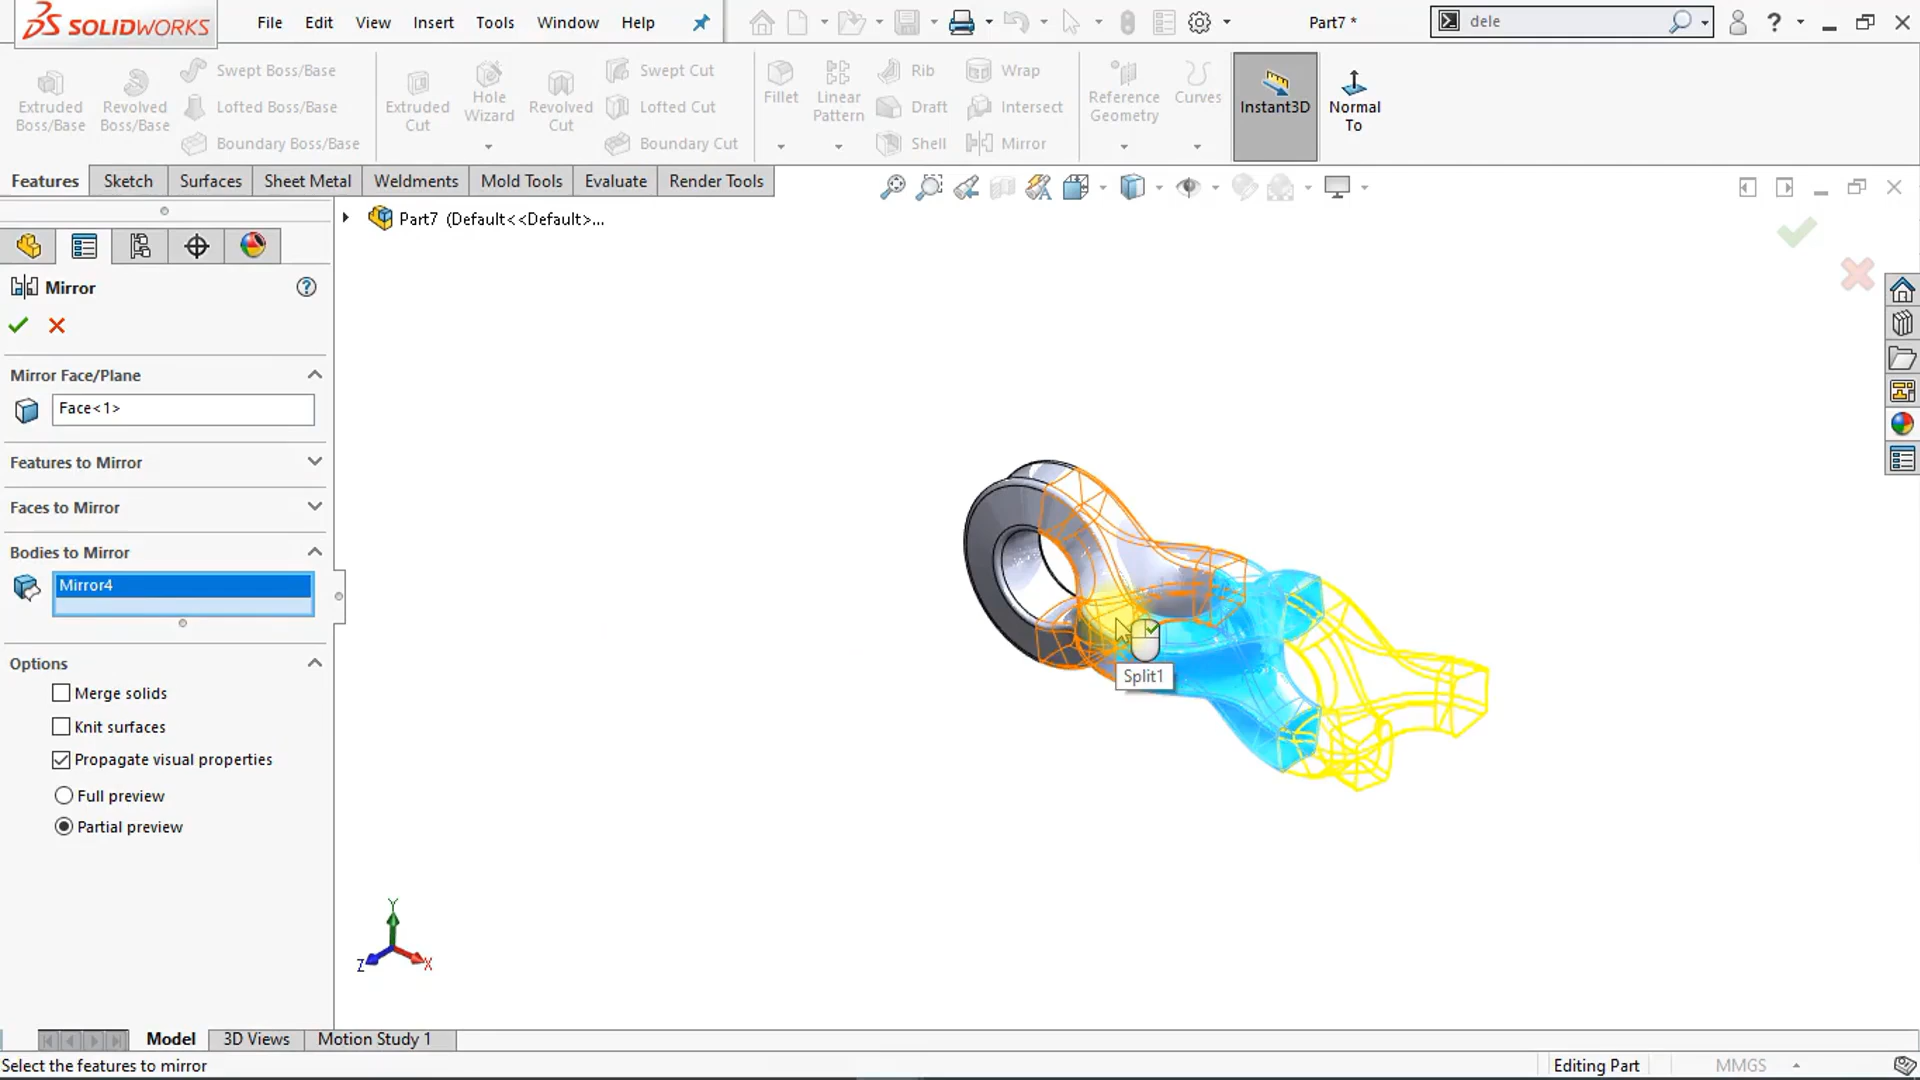 SOLIDWORKS
File Edit View Insert Tools Window Help
Part7 *
dele
Extruded Boss/Base
Revolved Boss/Base
Swept Boss/Base
Lofted Boss/Base
Boundary Boss/Base
Extruded Cut
Hole Wizard
Revolved Cut
Swept Cut
Lofted Cut
Boundary Cut
Fillet
Linear Pattern
Rib
Draft
Shell
Wrap
Intersect
Mirror
Reference Geometry
Curves
Instant3D
Normal To
Features Sketch Surfaces Sheet Metal Weldments Mold Tools Evaluate Render Tools
Part7 (Default<<Default>...
Mirror
Mirror Face/Plane
Face<1>
Features to Mirror
Faces to Mirror
Bodies to Mirror
Mirror4
Options
Merge solids
Knit surfaces
Propagate visual properties
Full preview
Partial preview
Split1
Y
Z
X
Model 3D Views Motion Study 1
Select the features to mirror
Editing Part
MMGS